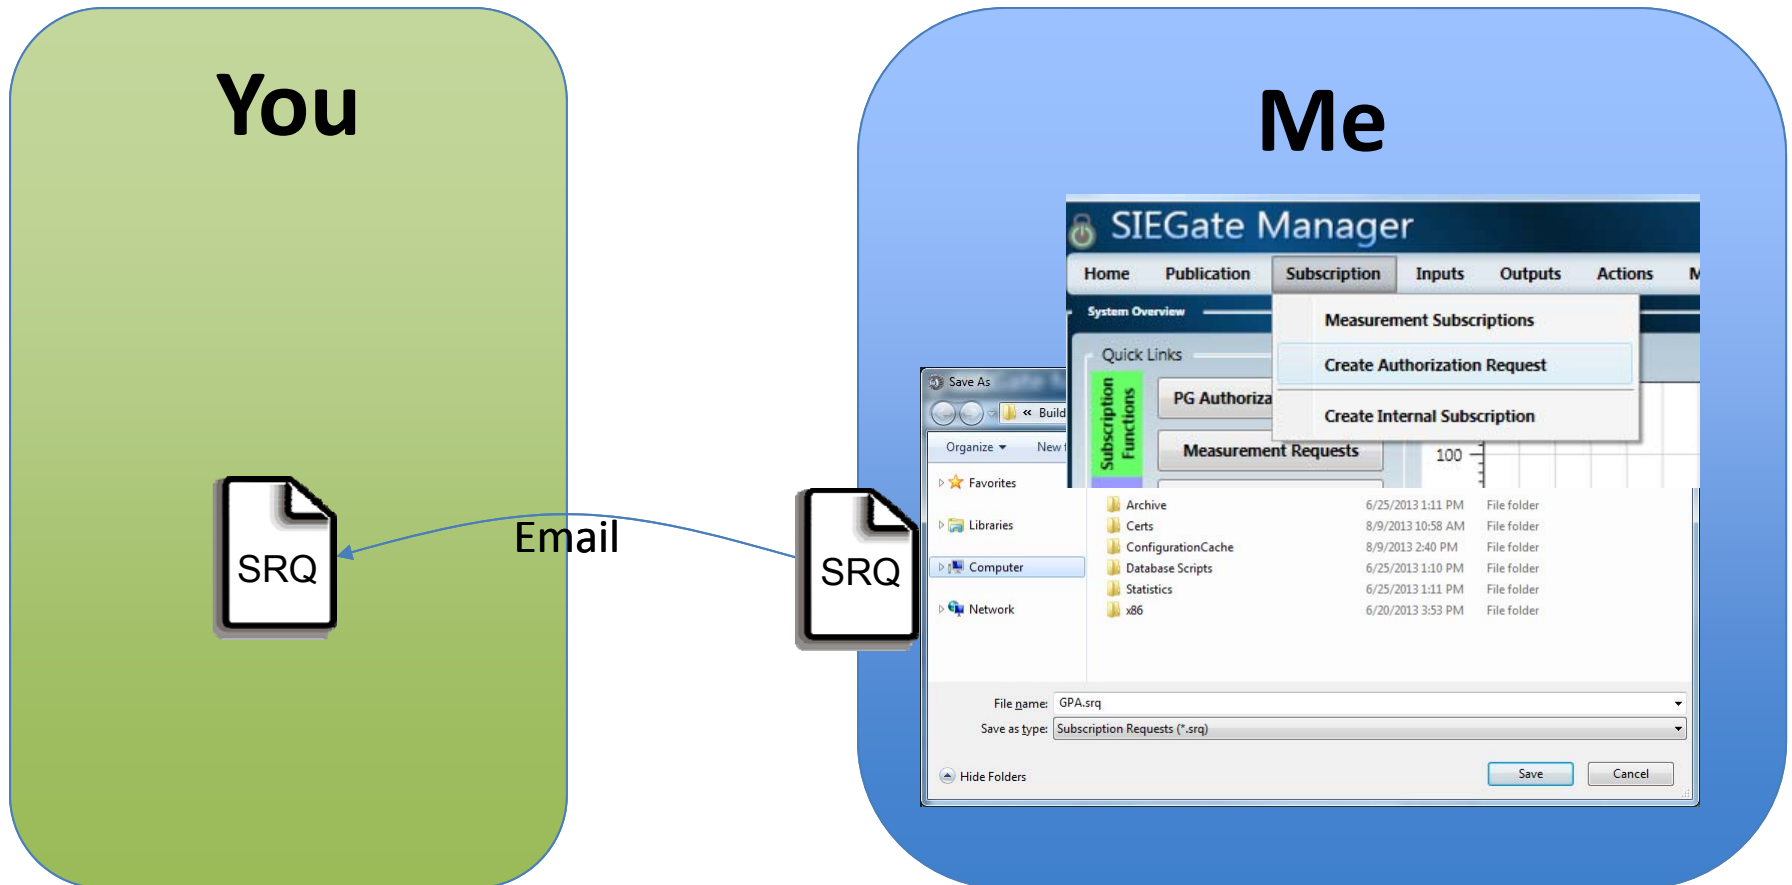 You
Me
SIEGate Manager
Home Publication Subscription Inputs Outputs Actions M
System Overview
Measurement Subscriptions
Quick Links
Create Authorization Request
Subscription Functions
PG Authoriza
Create Internal Subscription
Measurement Requests
100
Save As
« Build
Organize New f
Favorites
Libraries
Computer
Network
Archive 6/25/2013 1:11 PM File folder
Certs 8/9/2013 10:58 AM File folder
ConfigurationCache 8/9/2013 2:40 PM File folder
Database Scripts 6/25/2013 1:10 PM File folder
Statistics 6/25/2013 1:11 PM File folder
x86 6/20/2013 3:53 PM File folder
SRQ
Email
SRQ
File name: GPA.srq
Save as type: Subscription Requests (*.srq)
Hide Folders
Save Cancel